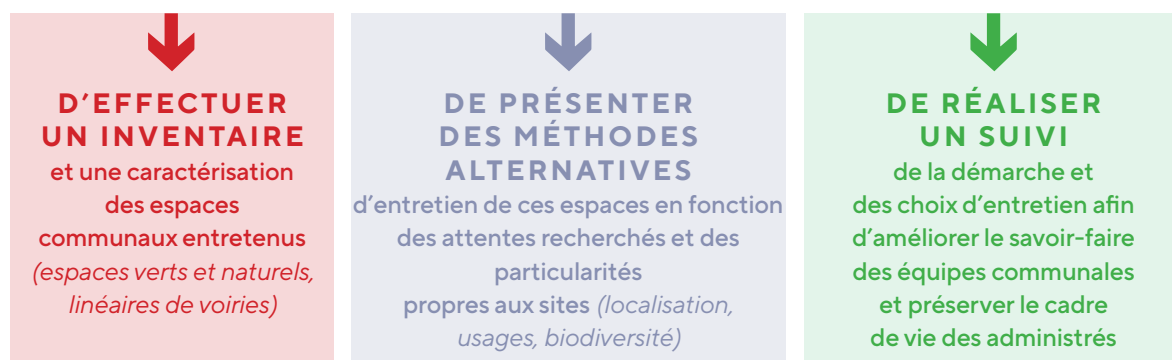 D'EFFECTUER
UN INVENTAIRE
et une caractérisation
des espaces
communaux entretenus
(espaces verts et naturels,
linéaires de voiries)
DE PRÉSENTER
DES MÉTHODES
ALTERNATIVES
d'entretien de ces espaces en fonction
des attentes recherchés et des
particularités
propres aux sites (localisation,
usages, biodiversité)
DE RÉALISER
UN SUIVI
de la démarche et
des choix d'entretien afin
d'améliorer le savoir-faire
des équipes communales
et préserver le cadre
de vie des administrés